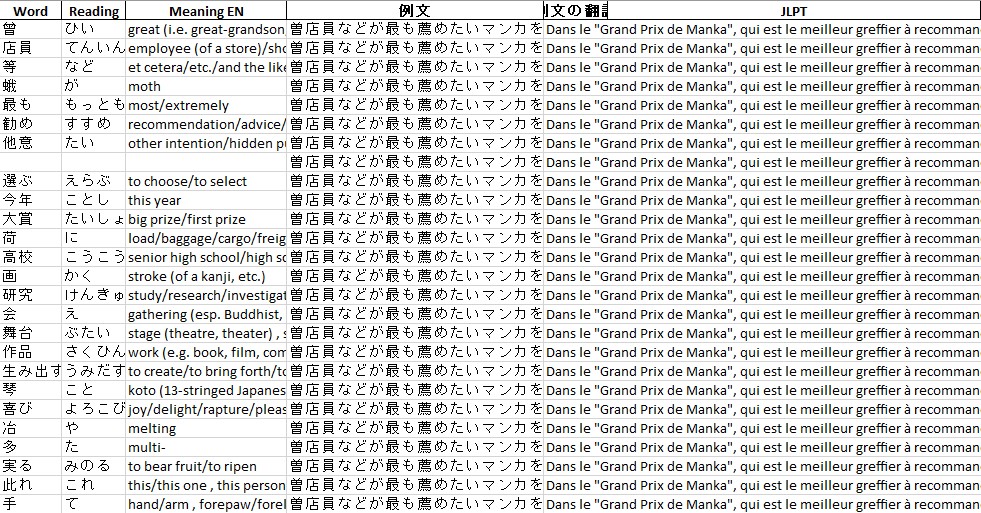 Word Reading Meaning EN 例文 列文の翻訳 JLPT
曾 ひい great (i.e. great-grandson, 曽店員などが最も薦めたいマンカを Dans le "Grand Prix de Manka", qui est le meilleur greffier à recomman
店員 てんいん employee (of a store)/sho 曽店員などが最も薦めたいマンカを Dans le "Grand Prix de Manka", qui est le meilleur greffier à recomman
等 など et cetera/etc./and the like 曽店員などが最も薦めたいマンカを Dans le "Grand Prix de Manka", qui est le meilleur greffier à recomman
蛾 が moth 曽店員などが最も薦めたいマンカを Dans le "Grand Prix de Manka", qui est le meilleur greffier à recomman
最も もっとも most/extremely 曽店員などが最も薦めたいマンカを Dans le "Grand Prix de Manka", qui est le meilleur greffier à recomman
勧め すすめ recommendation/advice/ 曽店員などが最も薦めたいマンカを Dans le "Grand Prix de Manka", qui est le meilleur greffier à recomman
他意 たい other intention/hidden pu 曽店員などが最も薦めたいマンカを Dans le "Grand Prix de Manka", qui est le meilleur greffier à recomman
曽店員などが最も薦めたいマンカを Dans le "Grand Prix de Manka", qui est le meilleur greffier à recomman
選ぶ えらぶ to choose/to select 曽店員などが最も薦めたいマンカを Dans le "Grand Prix de Manka", qui est le meilleur greffier à recomman
今年 ことし this year 曽店員などが最も薦めたいマンカを Dans le "Grand Prix de Manka", qui est le meilleur greffier à recomman
大賞 たいしょ big prize/first prize 曽店員などが最も薦めたいマンカを Dans le "Grand Prix de Manka", qui est le meilleur greffier à recomman
荷 に load/baggage/cargo/freig 曽店員などが最も薦めたいマンカを Dans le "Grand Prix de Manka", qui est le meilleur greffier à recomman
高校 こうこう senior high school/high sc 曽店員などが最も薦めたいマンカを Dans le "Grand Prix de Manka", qui est le meilleur greffier à recomman
画 かく stroke (of a kanji, etc.) 曽店員などが最も薦めたいマンカを Dans le "Grand Prix de Manka", qui est le meilleur greffier à recomman
研究 けんきゅ study/research/investigat 曽店員などが最も薦めたいマンカを Dans le "Grand Prix de Manka", qui est le meilleur greffier à recomman
会 え gathering (esp. Buddhist, 曽店員などが最も薦めたいマンカを Dans le "Grand Prix de Manka", qui est le meilleur greffier à recomman
舞台 ぶたい stage (theatre, theater) , s 曽店員などが最も薦めたいマンカを Dans le "Grand Prix de Manka", qui est le meilleur greffier à recomman
作品 さくひん work (e.g. book, film, com 曽店員などが最も薦めたいマンカを Dans le "Grand Prix de Manka", qui est le meilleur greffier à recomman
生み出す うみだす to create/to bring forth/to 曽店員などが最も薦めたいマンカを Dans le "Grand Prix de Manka", qui est le meilleur greffier à recomman
琴 こと koto (13-stringed Japanes 曽店員などが最も薦めたいマンカを Dans le "Grand Prix de Manka", qui est le meilleur greffier à recomman
喜び よろこび joy/delight/rapture/pleas 曽店員などが最も薦めたいマンカを Dans le "Grand Prix de Manka", qui est le meilleur greffier à recomman
冶 や melting 曽店員などが最も薦めたいマンカを Dans le "Grand Prix de Manka", qui est le meilleur greffier à recomman
多 た multi- 曽店員などが最も薦めたいマンカを Dans le "Grand Prix de Manka", qui est le meilleur greffier à recomman
実る みのる to bear fruit/to ripen 曽店員などが最も薦めたいマンカを Dans le "Grand Prix de Manka", qui est le meilleur greffier à recomman
此れ これ this/this one , this person 曽店員などが最も薦めたいマンカを Dans le "Grand Prix de Manka", qui est le meilleur greffier à recomman
手 て hand/arm , forepaw/forel 曽店員などが最も薦めたいマンカを Dans le "Grand Prix de Manka", qui est le meilleur greffier à recomman